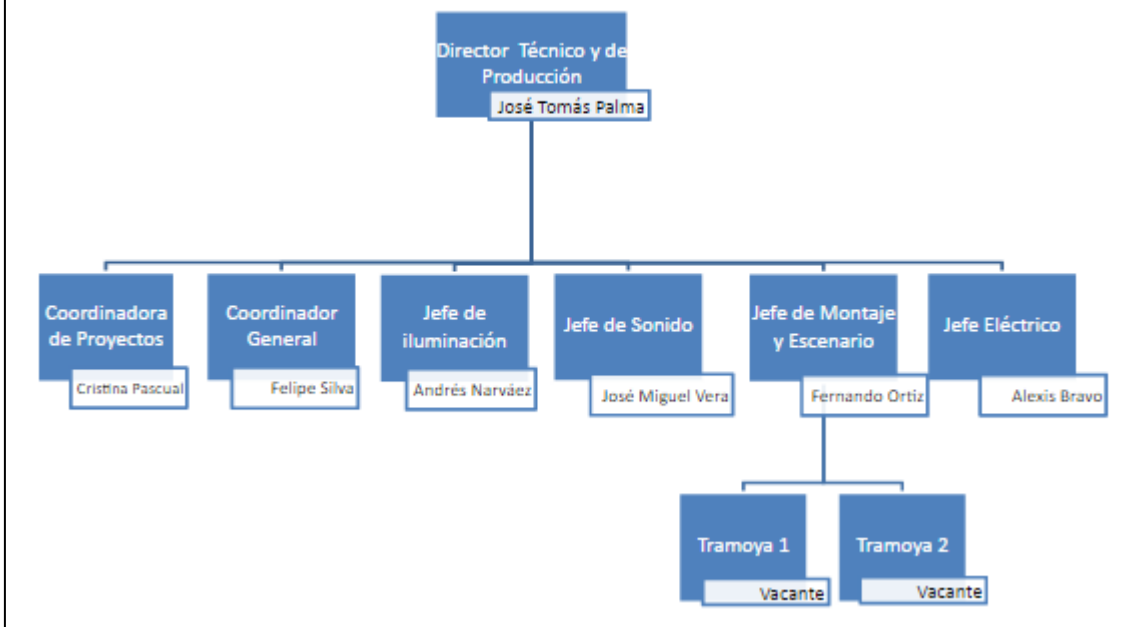 Director Técnico y de
Producción
José Tomás Palma
Coordinadora
de Proyectos
Cristina Pascual
Coordinador
General
Felipe Silva
Jefe de
iluminación
Andrés Narváez
Jefe de Sonido
José Miguel Vera
Jefe de Montaje
y Escenario
Fernando Ortiz
Jefe Eléctrico
Alexis Bravo
Tramoya 1
Vacante
Tramoya 2
Vacante